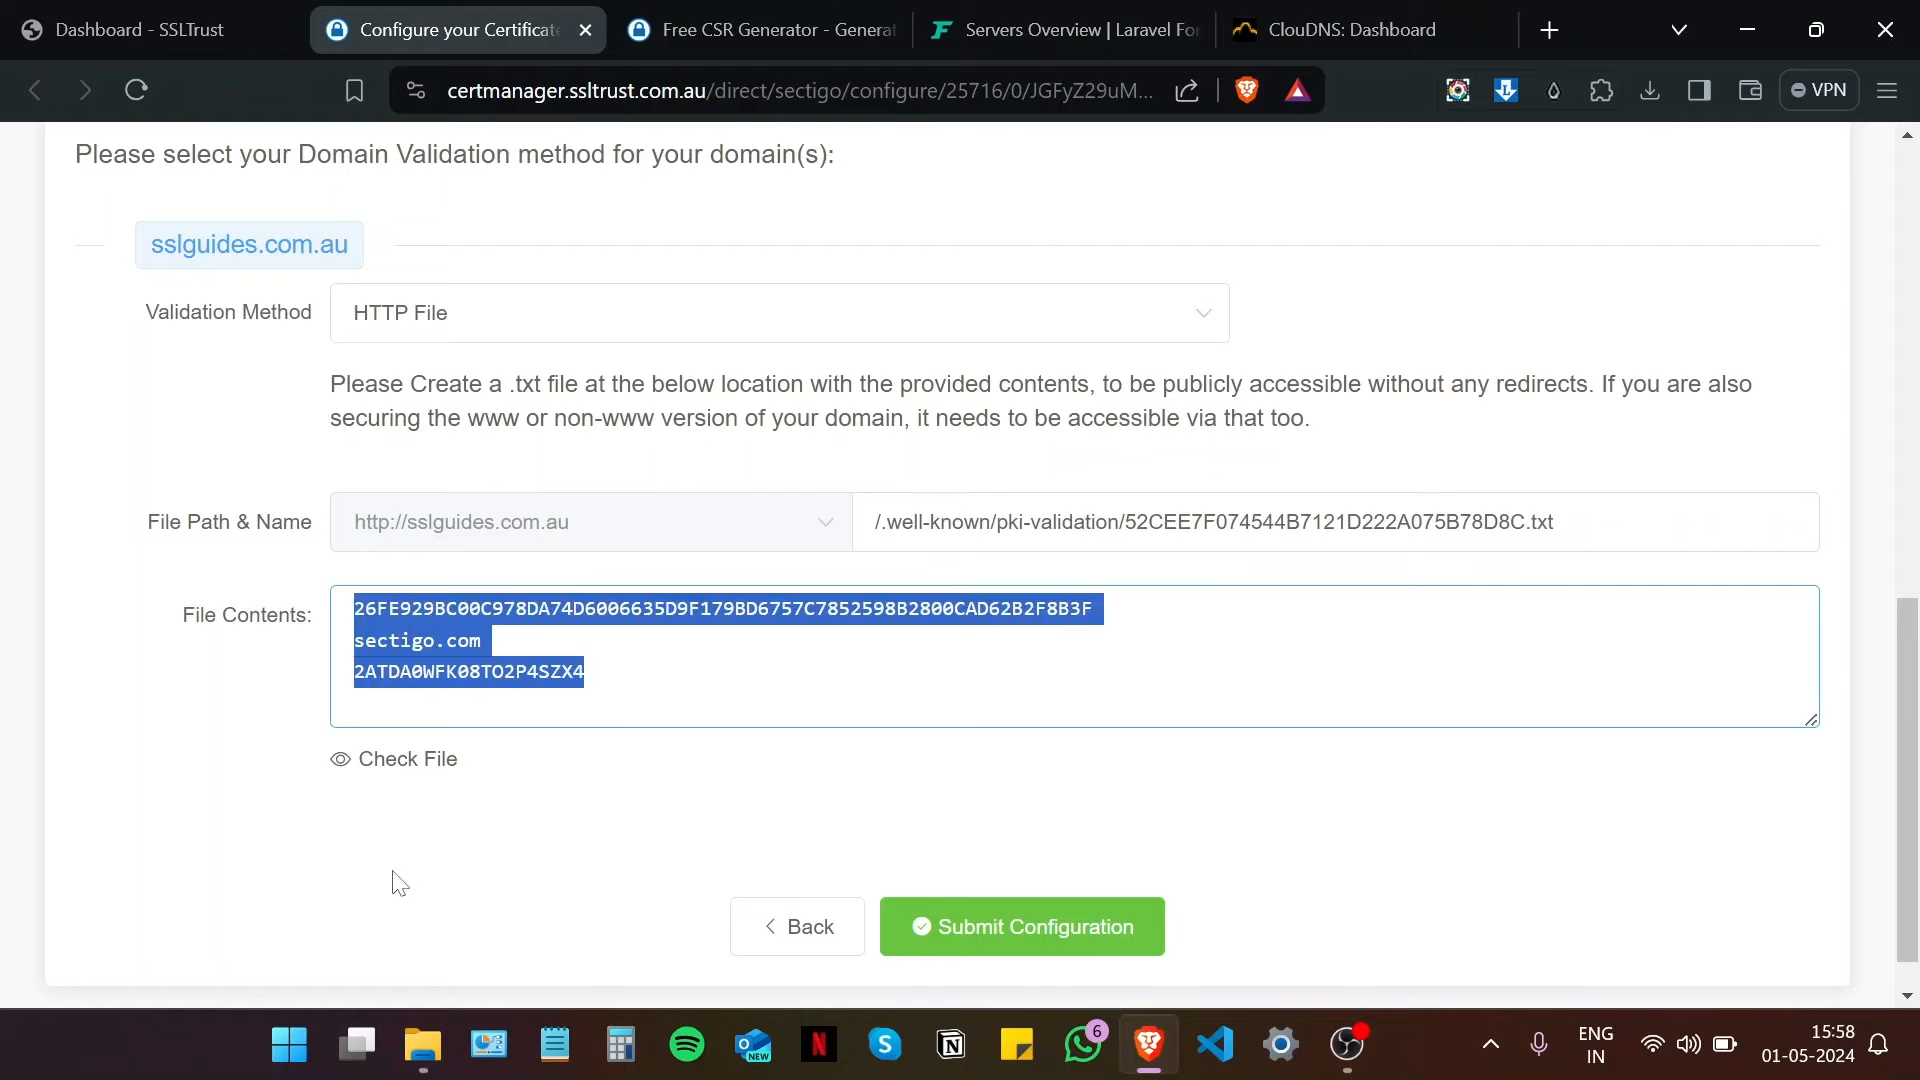 Dashboard - SSLTrust
Configure your Certificate
Free CSR Generator - Generat
Servers Overview | Laravel For
ClouDNS: Dashboard
certmanager.ssltrust.com.au/direct/sectigo/configure/25716/0/JGFyZ29uM...
VPN
Please select your Domain Validation method for your domain(s):
sslguides.com.au
Validation Method
HTTP File
Please Create a .txt file at the below location with the provided contents, to be publicly accessible without any redirects. If you are also
securing the www or non-www version of your domain, it needs to be accessible via that too.
File Path & Name
http://sslguides.com.au
/.well-known/pki-validation/52CEE7F074544B7121D222A075B78D8C.txt
File Contents:
26FE929BC00C978DA74D6006635D9F179BD6757C7852598B2800CAD62B2F8B3F
sectigo.com
2ATDA0WFK08TO2P4SZX4
Check File
Back
Submit Configuration
NEW
6
ENG
IN
15:58
01-05-2024